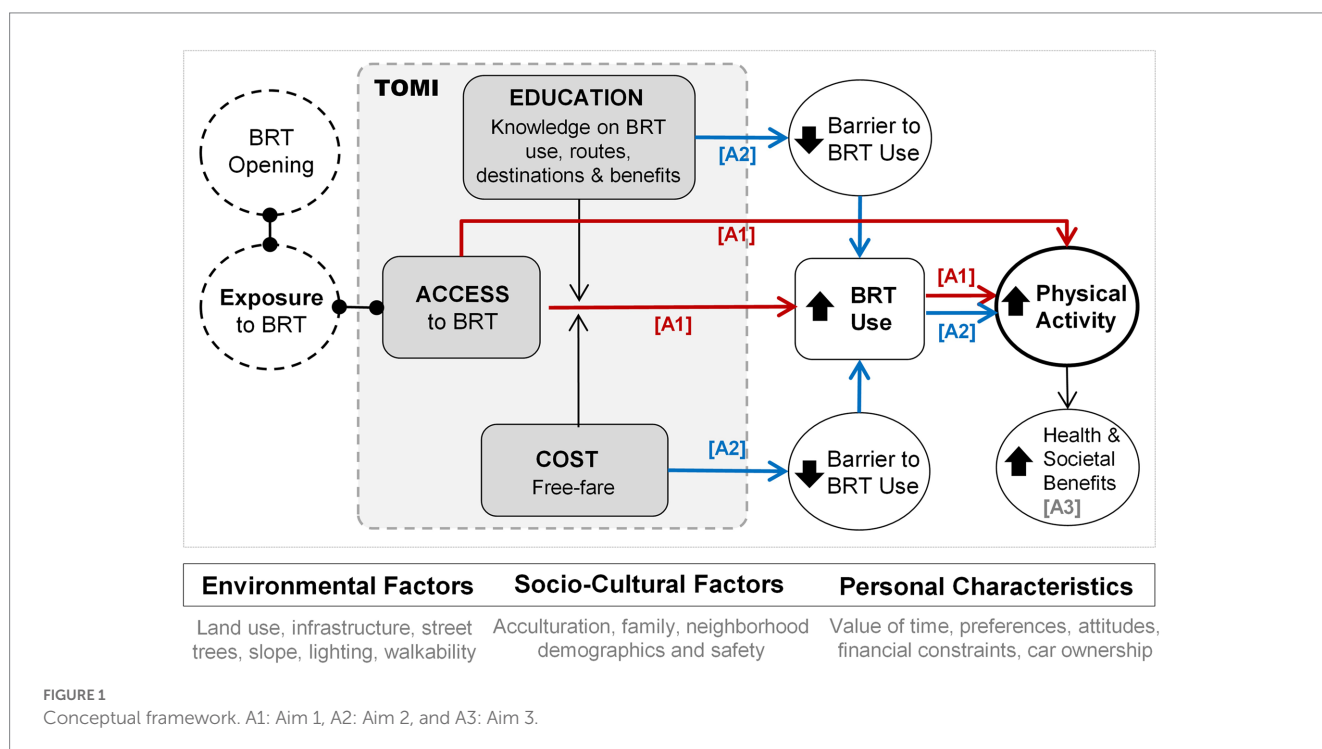 TOMI
BRT
Opening
Exposure
to BRT
EDUCATION
Knowledge on BRT
use, routes,
destinations & benefits
ACCESS
to BRT
COST
Free-fare
[A2]
Barrier to
BRT Use
[A1]
[A1]
BRT
Use
[A1]
[A2]
Physical
Activity
[A2]
Barrier to
BRT Use
Health &
Societal
Benefits
[A3]
Environmental Factors
Socio-Cultural Factors
Personal Characteristics
Land use, infrastructure, street
trees, slope, lighting, walkability
Acculturation, family, neighborhood
demographics and safety
Value of time, preferences, attitudes,
financial constraints, car ownership
FIGURE 1
Conceptual framework. A1: Aim 1, A2: Aim 2, and A3: Aim 3.